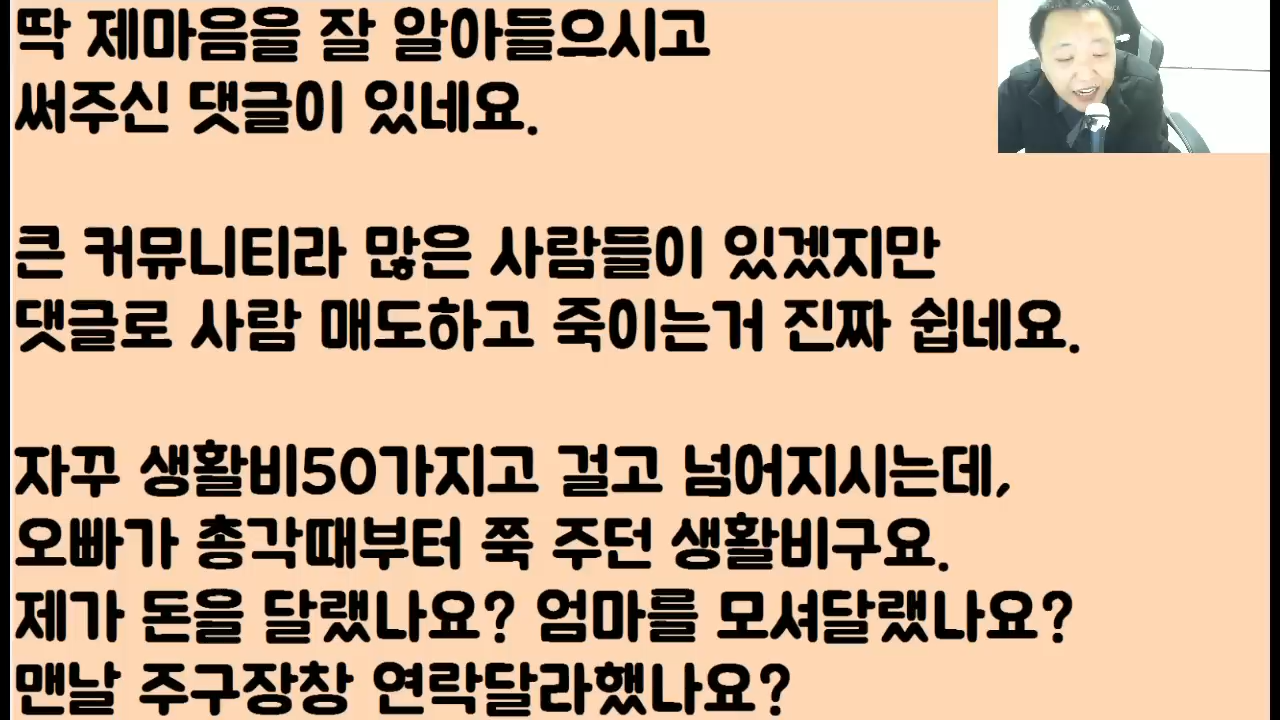 딱 제마음을 잘 알아들으시고
써주신 댓글이 있네요.
큰 커뮤니티라 많은 사람들이 있겠지만
댓글로 사람 매도하고 죽이는거 진짜 쉽네요.
자꾸 생활비50가지고 걸고 넘어지시는데,
오빠가 총각때부터 쭉 주던 생활비구요.
제가 돈을 달랬나요? 엄마를 모셔달랬나요?
맨날 주구장창 연락달라했나요?